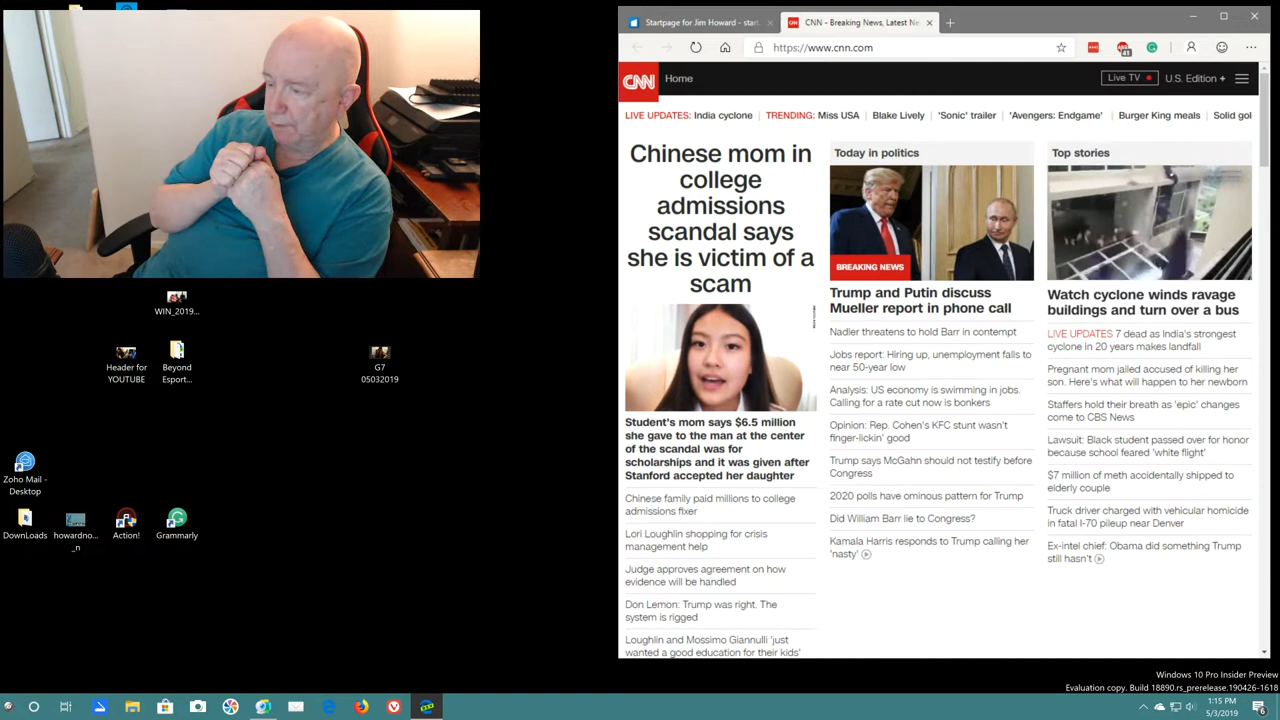 WIN_2019...
Header for
YOUTUBE
Beyond
Esport...
G7
05032019
Zoho Mail -
Desktop
DownLoads
howardno...
_n
Action!
Grammarly
Startpage for Jim Howard - start.
CNN - Breaking News, Latest Ne
https://www.cnn.com
41
CNN
Home
Live TV
U.S. Edition +
LIVE UPDATES: India cyclone
TRENDING: Miss USA
Blake Lively
'Sonic' trailer
'Avengers: Endgame'
Burger King meals
Solid gol
Chinese mom in
college
admissions
scandal says
she is victim of a
scam
Student's mom says $6.5 million
she gave to the man at the center
of the scandal was for
scholarships and it was given after
Stanford accepted her daughter
Chinese family paid millions to college
admissions fixer
Lori Loughlin shopping for crisis
management help
Judge approves agreement on how
evidence will be handled
Don Lemon: Trump was right. The
system is rigged
Loughlin and Mossimo Giannulli 'just
wanted a good education for their kids'
Today in politics
BREAKING NEWS
Trump and Putin discuss
Mueller report in phone call
Nadler threatens to hold Barr in contempt
Jobs report: Hiring up, unemployment falls to
near 50-year low
Analysis: US economy is swimming in jobs.
Calling for a rate cut now is bonkers
Opinion: Rep. Cohen's KFC stunt wasn't
finger-lickin' good
Trump says McGahn should not testify before
Congress
2020 polls have ominous pattern for Trump
Did William Barr lie to Congress?
Kamala Harris responds to Trump calling her
'nasty'
Top stories
Watch cyclone winds ravage
buildings and turn over a bus
LIVE UPDATES 7 dead as India's strongest
cyclone in 20 years makes landfall
Pregnant mom jailed accused of killing her
son. Here's what will happen to her newborn
Staffers hold their breath as 'epic' changes
come to CBS News
Lawsuit: Black student passed over for honor
because school feared 'white flight'
$7 million of meth accidentally shipped to
elderly couple
Truck driver charged with vehicular homicide
in fatal I-70 pileup near Denver
Ex-intel chief: Obama did something Trump
still hasn't
Windows 10 Pro Insider Preview
Evaluation copy. Build 18890.rs_prerelease.190426-1618
1:15 PM
5/3/2019
6